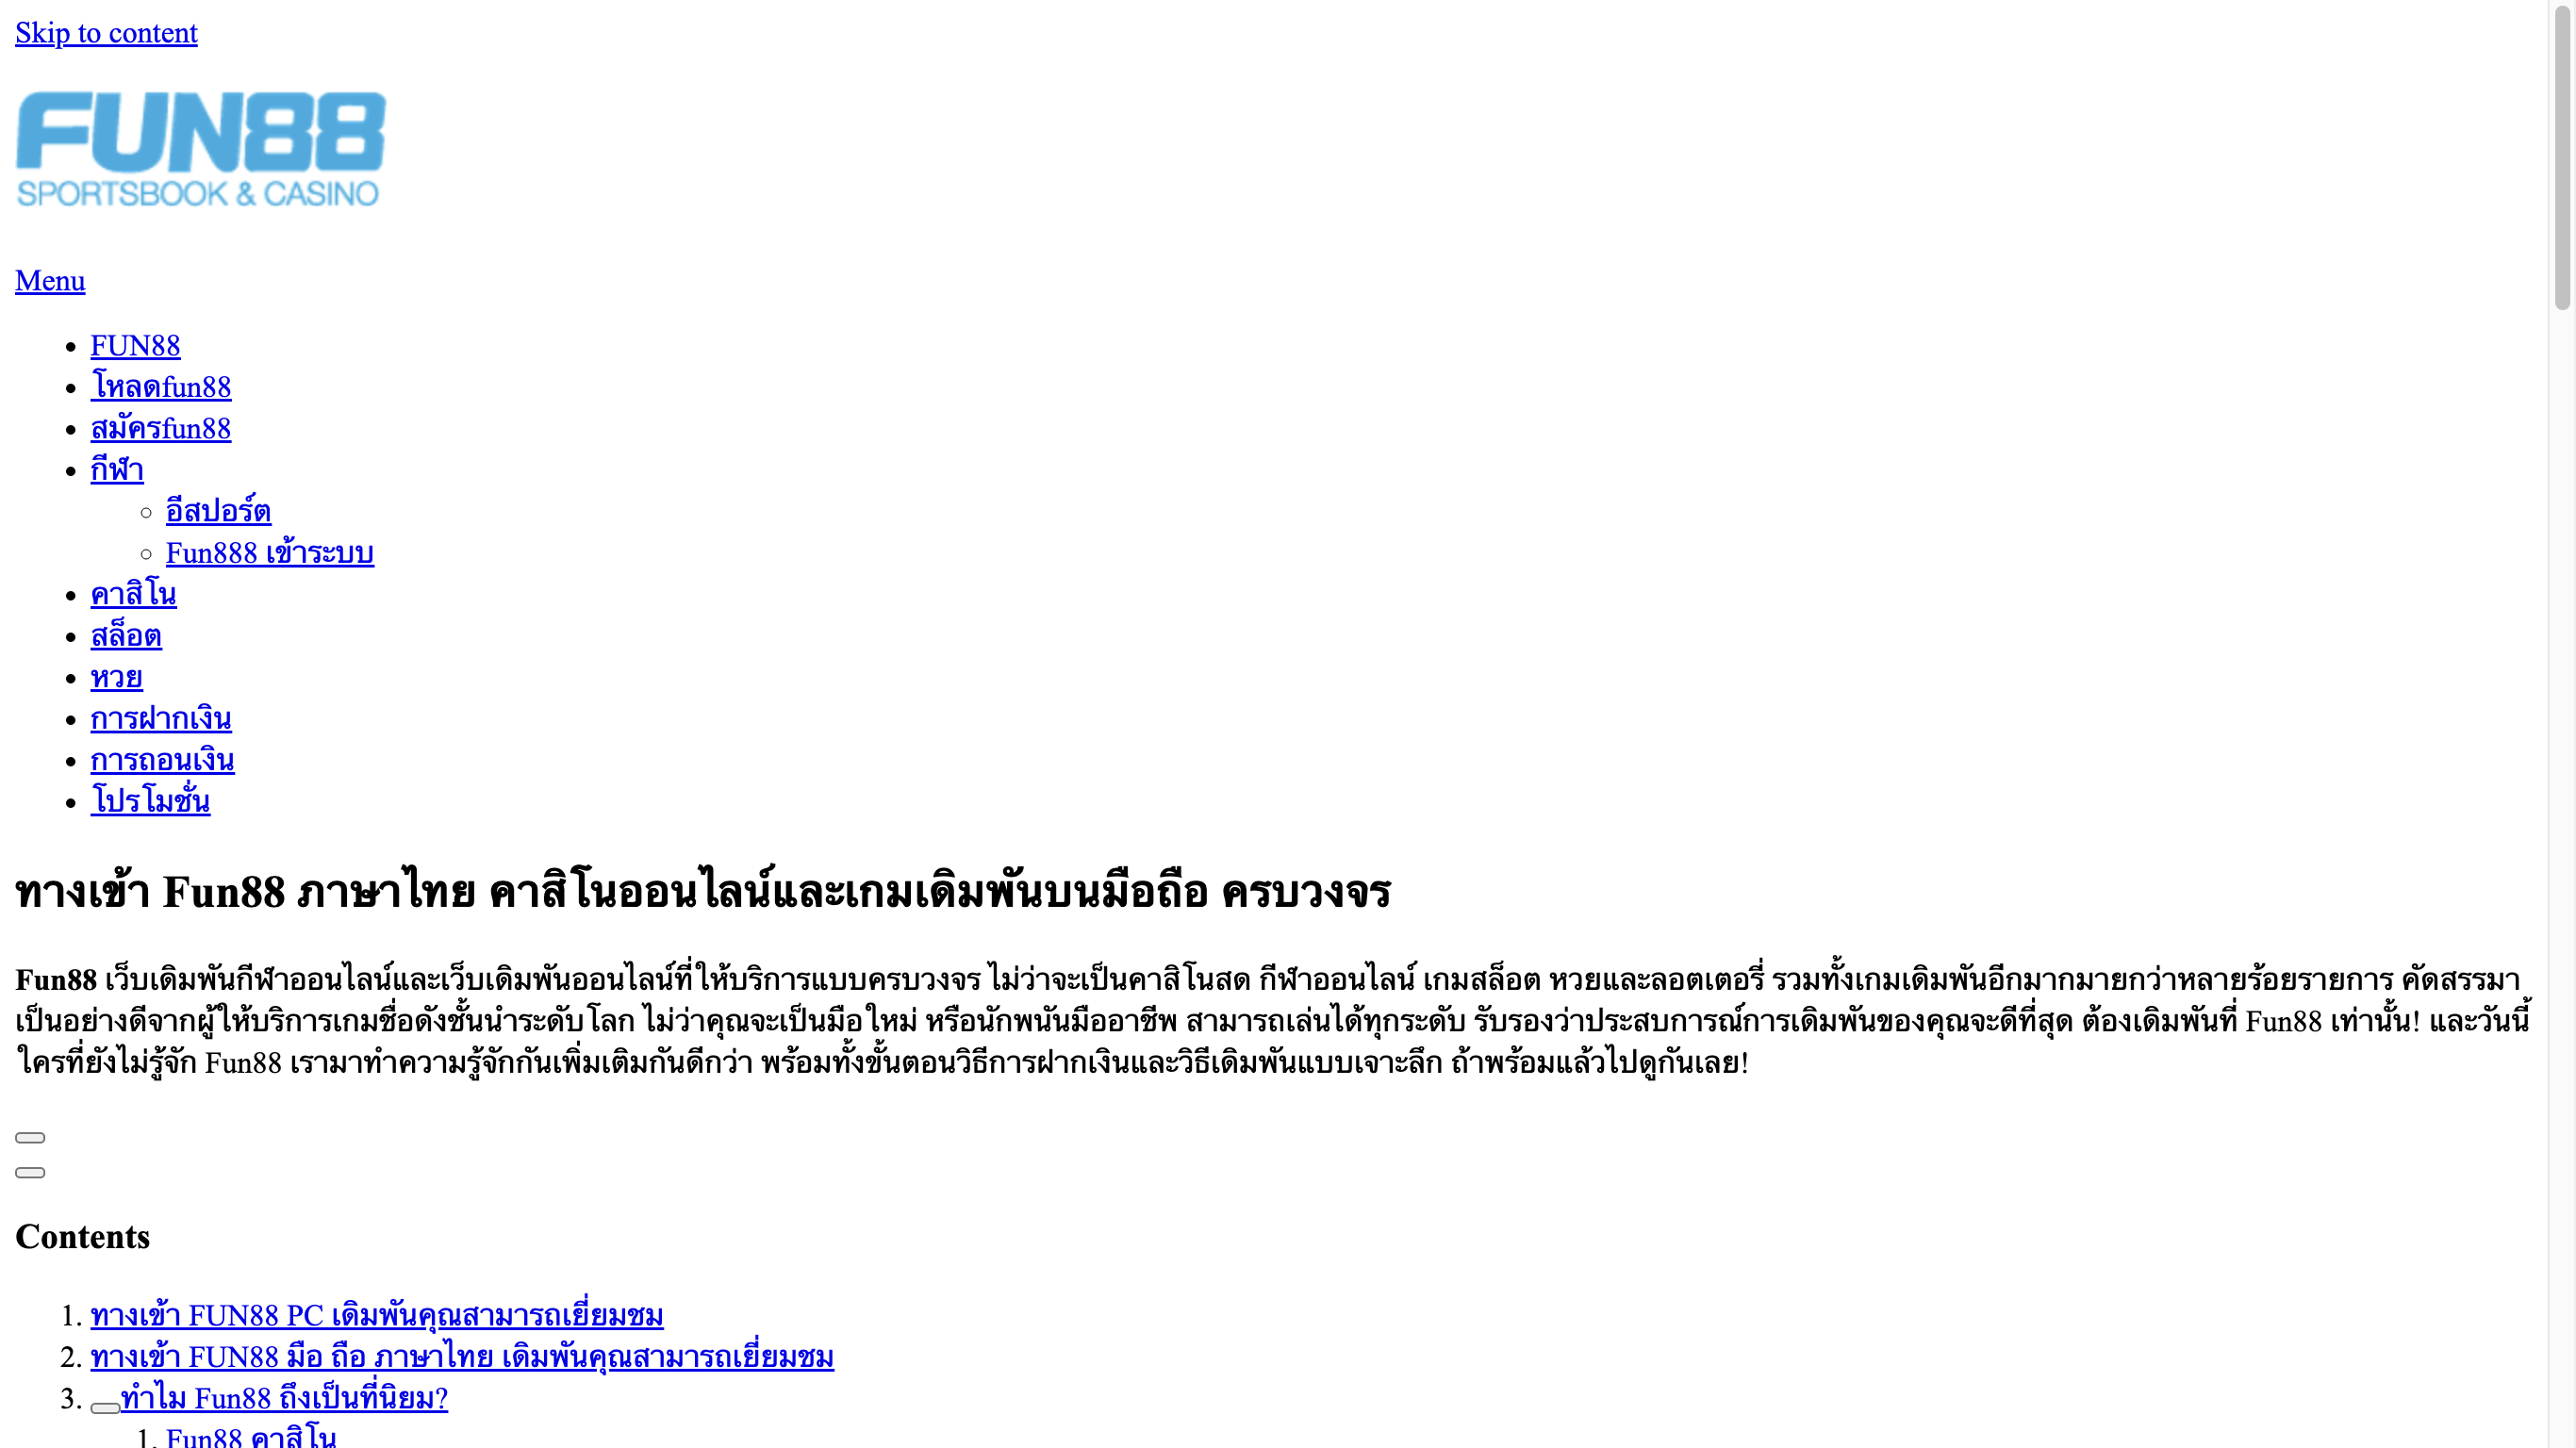 Skip to content
FUN88
SPORTSBOOK & CASINO
Menu
FUN88
โหลดfun88
สมัครfun88
กีฬา
อีสปอร์ต
Fun888 เข้าระบบ
คาสิโน
สล็อต
หวย
การฝากเงิน
การถอนเงิน
โปรโมชั่น
ทางเข้า Fun88 ภาษาไทย คาสิโนออนไลน์และเกมเดิมพันบนมือถือ ครบวงจร
Fun88 เว็บเดิมพันกีฬาออนไลน์และเว็บเดิมพันออนไลน์ที่ให้บริการแบบครบวงจร ไม่ว่าจะเป็นคาสิโนสด กีฬาออนไลน์ เกมสล็อต หวยและลอตเตอรี่ รวมทั้งเกมเดิมพันอีกมากมายกว่าหลายร้อยรายการ คัดสรรมา
เป็นอย่างดีจากผู้ให้บริการเกมชื่อดังชั้นนำระดับโลก ไม่ว่าคุณจะเป็นมือใหม่ หรือนักพนันมืออาชีพ สามารถเล่นได้ทุกระดับ รับรองว่าประสบการณ์การเดิมพันของคุณจะดีที่สุด ต้องเดิมพันที่ Fun88 เท่านั้น! และวันนี้
ใครที่ยังไม่รู้จัก Fun88 เรามาทำความรู้จักกันเพิ่มเติมกันดีกว่า พร้อมทั้งขั้นตอนวิธีการฝากเงินและวิธีเดิมพันแบบเจาะลึก ถ้าพร้อมแล้วไปดูกันเลย!
Contents
1. ทางเข้า FUN88 PC เดิมพันคุณสามารถเยี่ยมชม
2. ทางเข้า FUN88 มือ ถือ ภาษาไทย เดิมพันคุณสามารถเยี่ยมชม
3. ทำไม Fun88 ถึงเป็นที่นิยม?
1. Fun88 คาสิโน